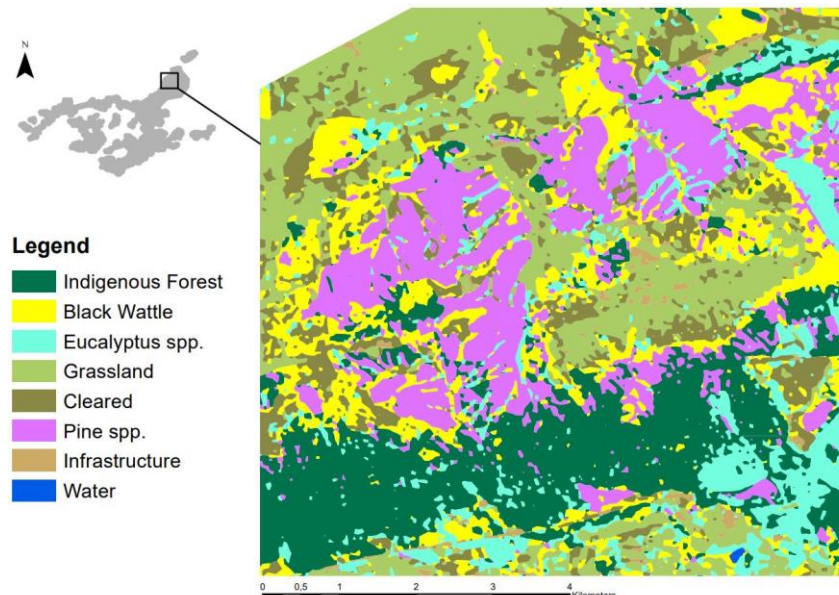 N
Legend
Indigenous Forest
Black Wattle
Eucalyptus spp.
Grassland
Cleared
Pine spp.
Infrastructure
Water
0 0,5 1 2 3 4
Kilometers